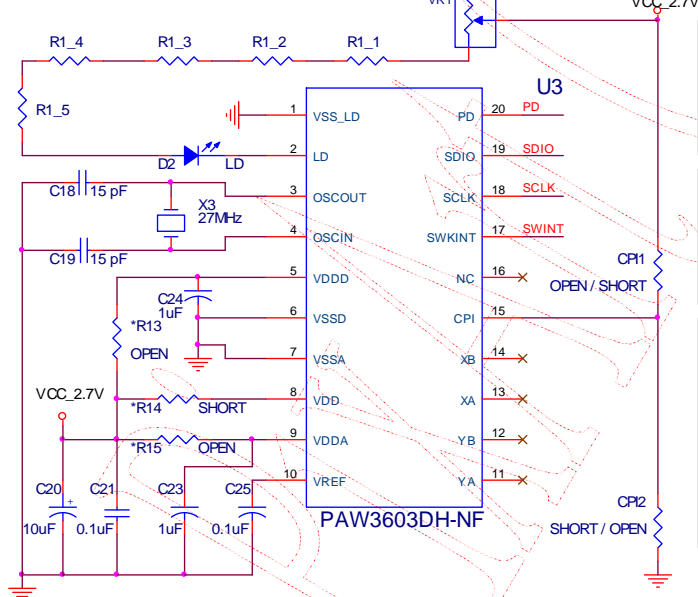 VR1
VCC_2.7V
R1_4
R1_3
R1_2
R1_1
R1_5
U3
1 VSS_LD PD 20 PD
D2 LD
2 LD SDIO 19 SDIO
C18 15 pF
3 OSCOUT SCLK 18 SCLK
X3
27MHz
C19 15 pF
4 OSCIN SWKINT 17 SWINT
5 VDDD NC 16
CPI1
OPEN / SHORT
C24
1uF
6 VSSD CPI 15
*R13
OPEN
7 VSSA XB 14
VCC_2.7V
*R14 SHORT
8 VDD XA 13
*R15 OPEN
9 VDDA YB 12
10 VREF YA 11
C20
10uF
+
C21
0.1uF
C23
1uF
C25
0.1uF
PAW3603DH-NF
CPI2
SHORT / OPEN